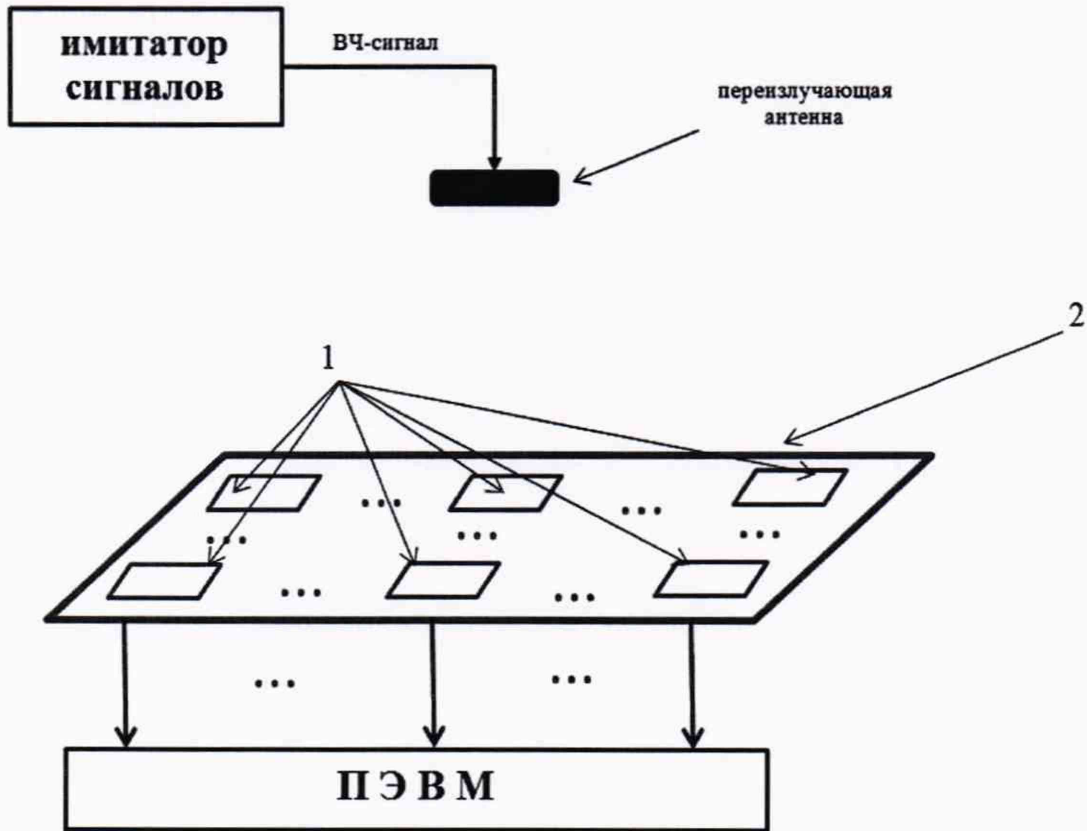 имитатор
сигналов
ВЧ-сигнал
переизлучающая
антенна
2
1
ПЭВМ